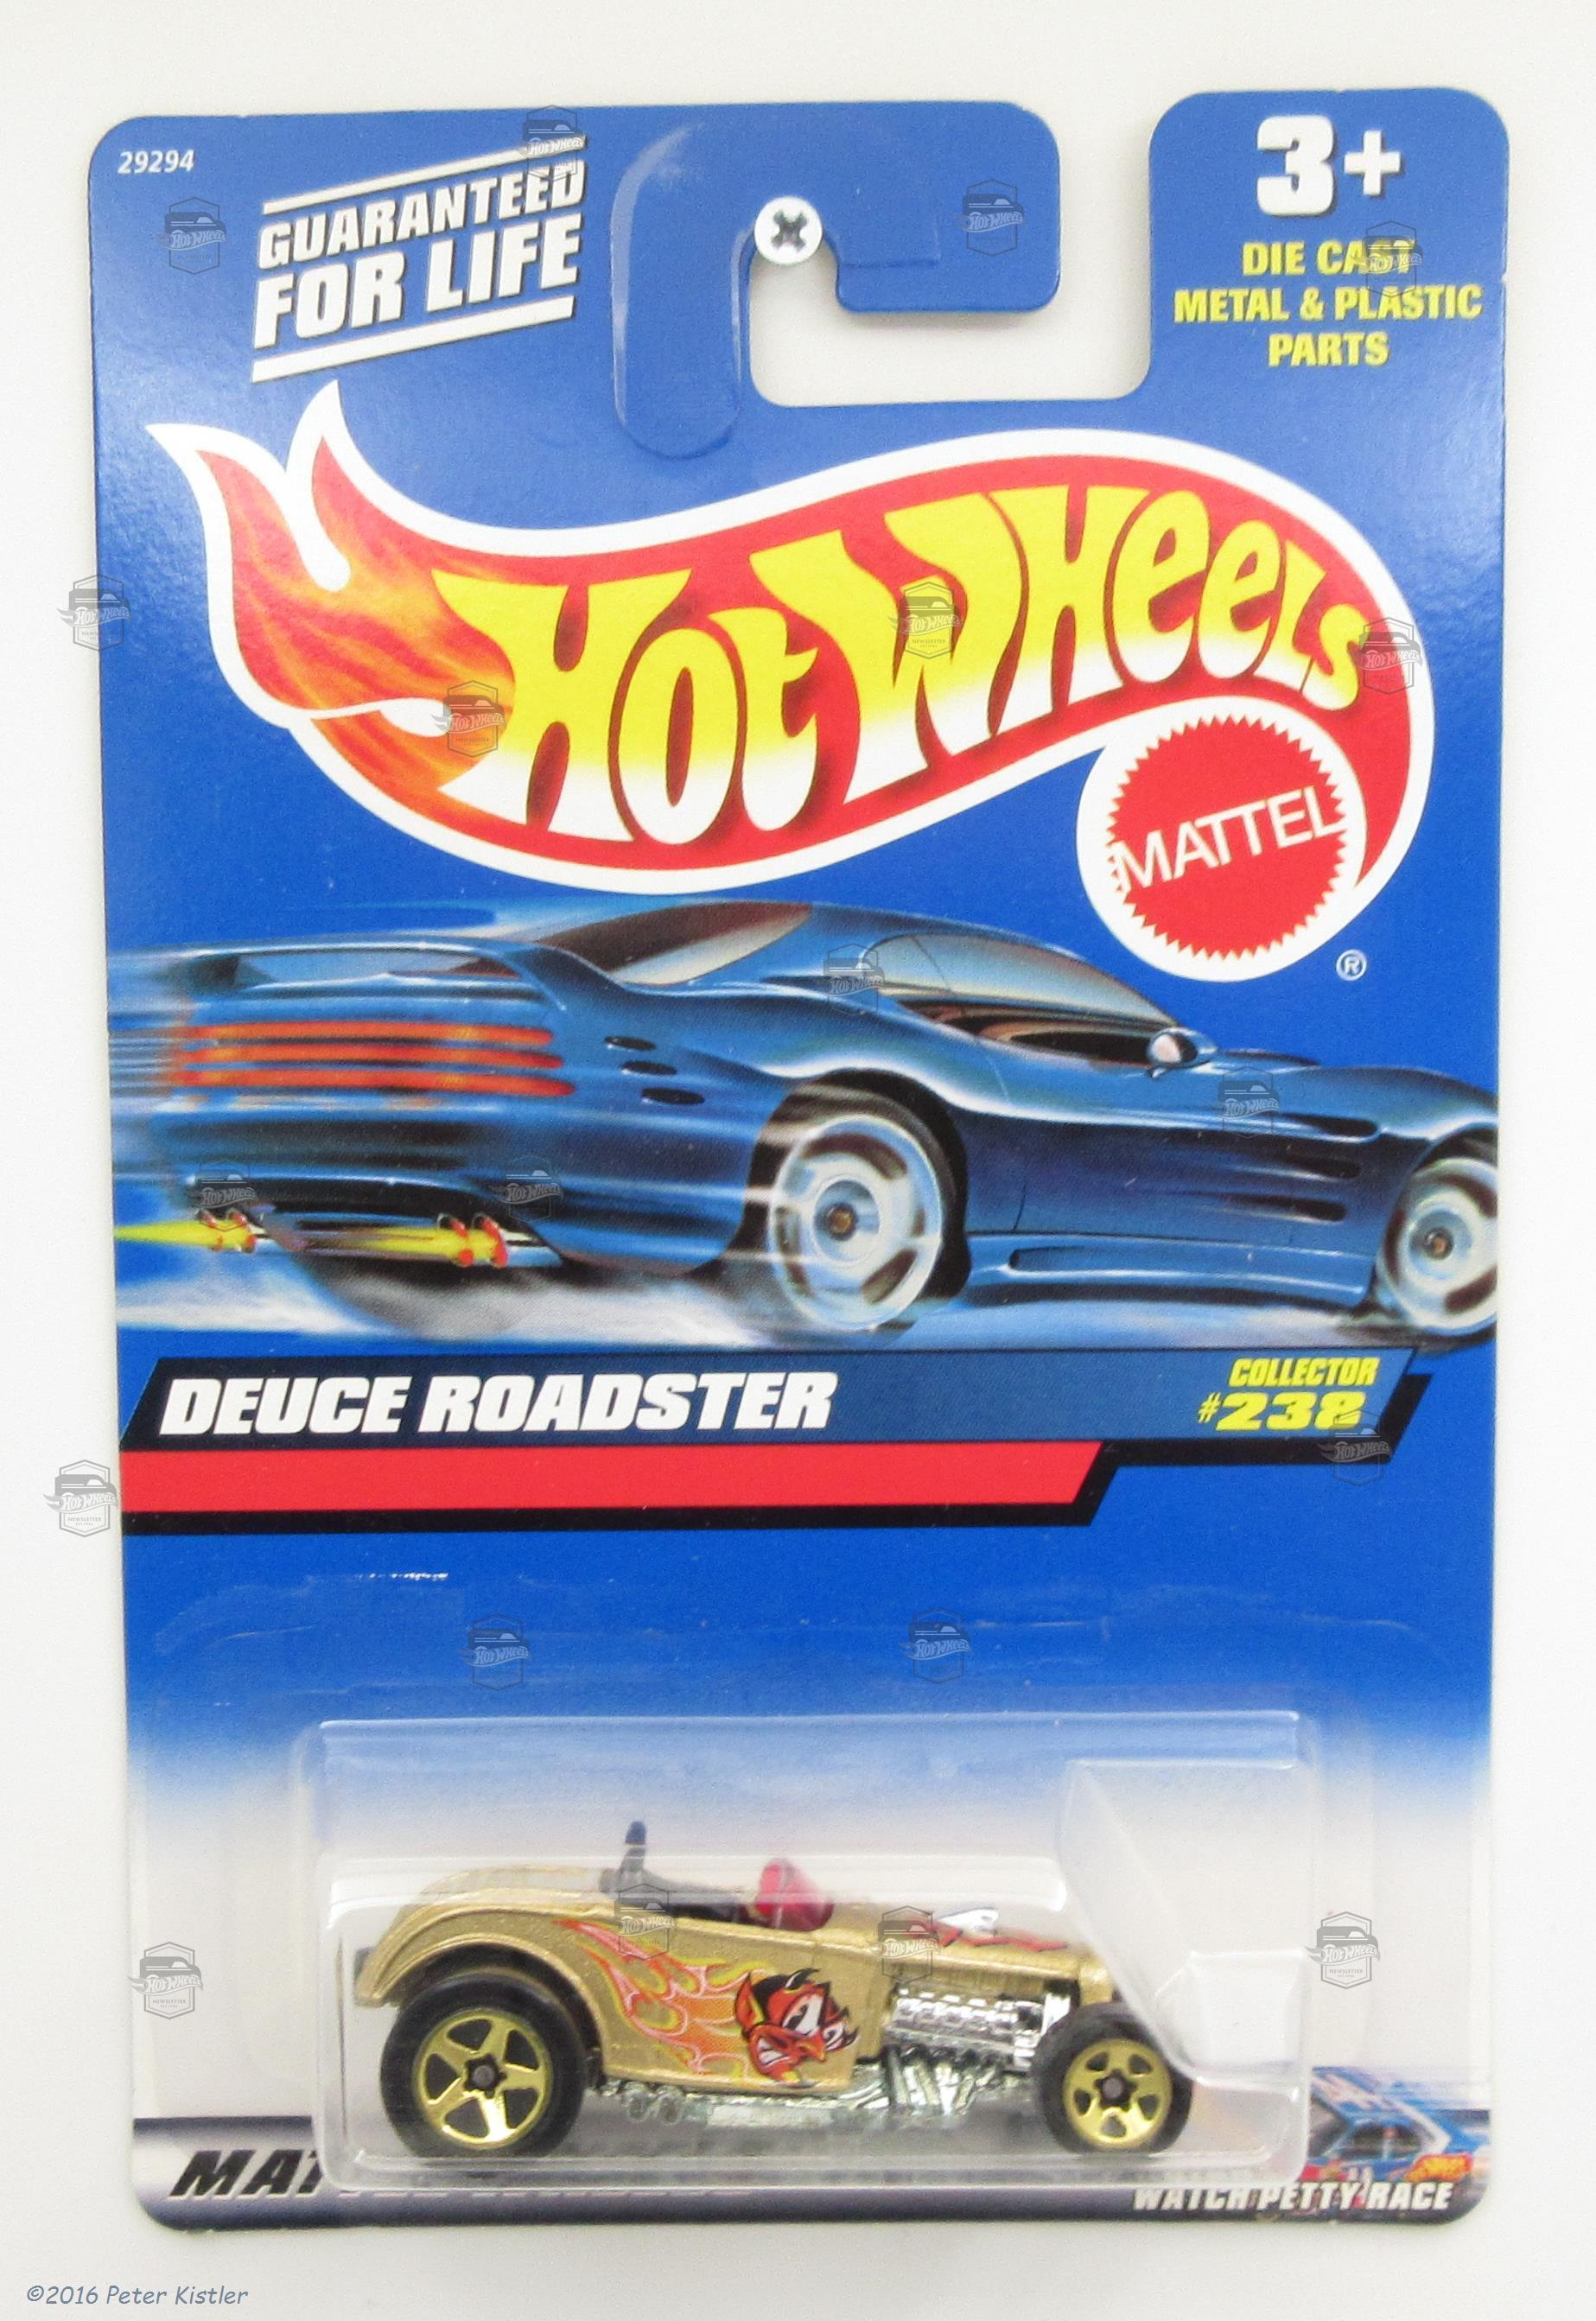 29294
GUARANTEED
FOR LIFE
3+
DIE CAST
METAL & PLASTIC
PARTS
HOT WHEELS
MATTEL
®
DEUCE ROADSTER
COLLECTOR
#238
WATCH PETTY RACE
©2016 Peter Kistler